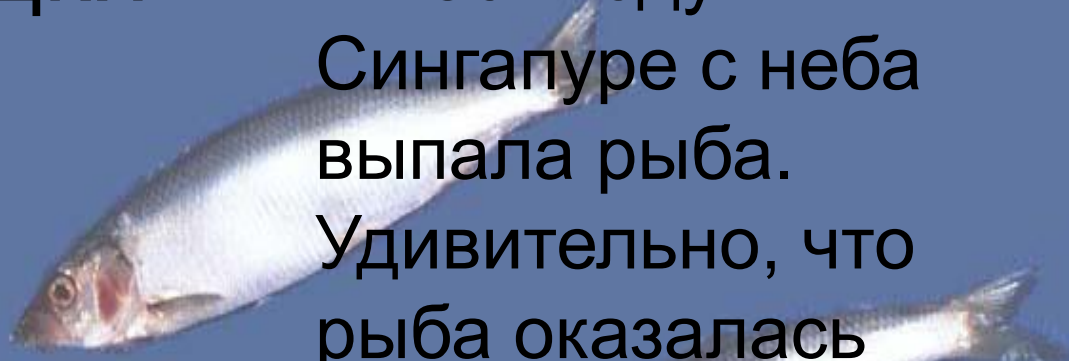 Сингапуре с неба
выпала рыба.
Удивительно, что
рыба оказалась